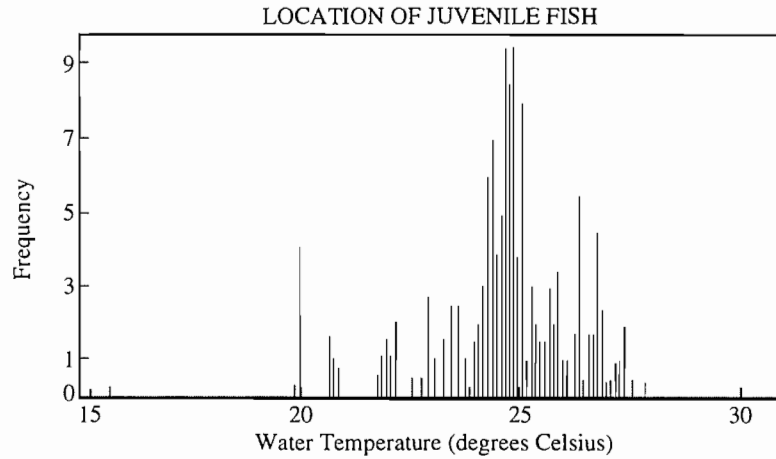 LOCATION OF JUVENILE FISH
9
7
5
3
1
0
Frequency
15 20 25 30
Water Temperature (degrees Celsius)